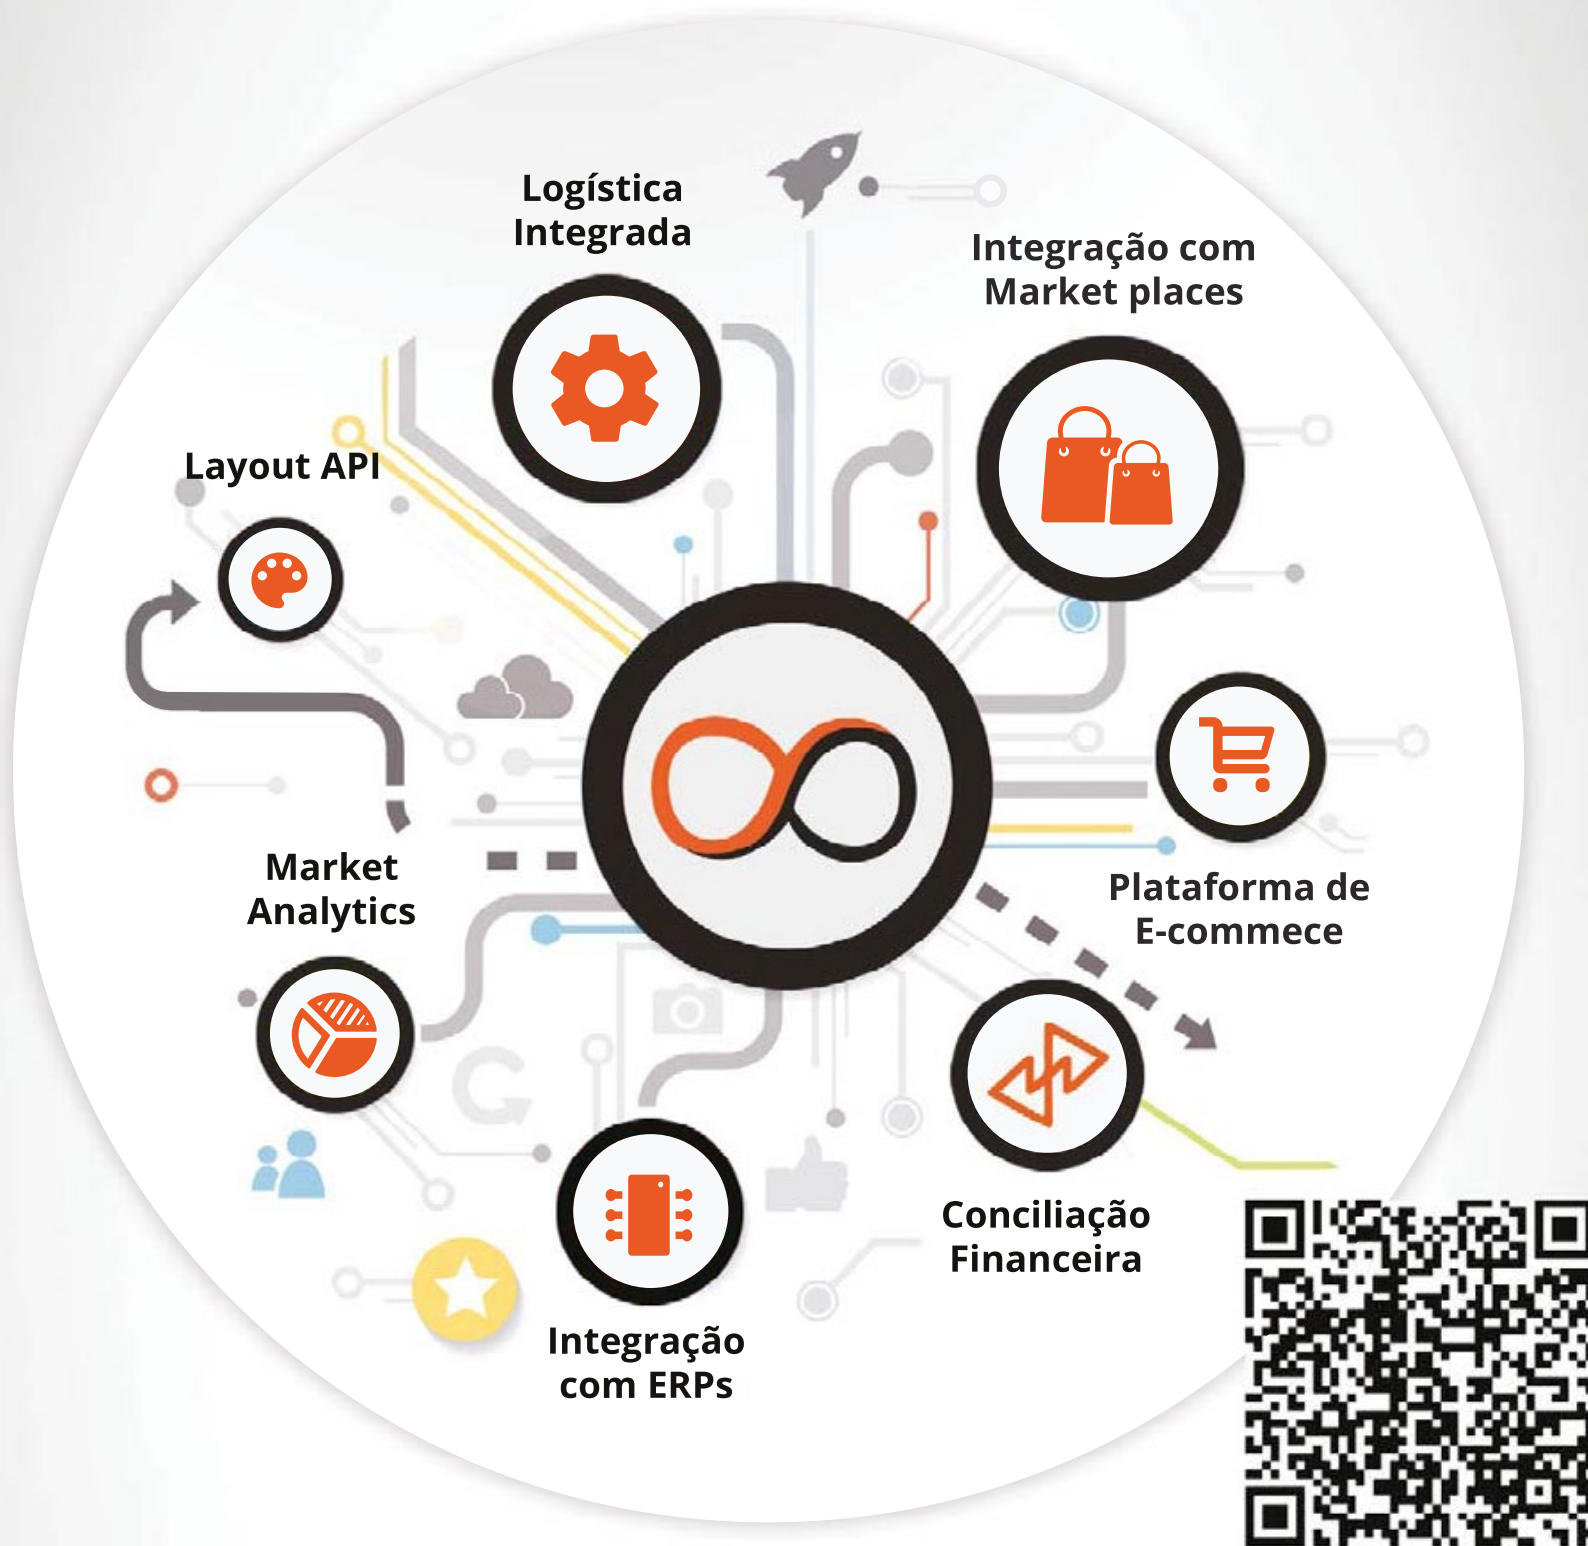 Logística
Integrada
Integração com
Market places
Layout API
Market
Analytics
Plataforma de
E-commece
Conciliação
Financeira
Integração
com ERPs